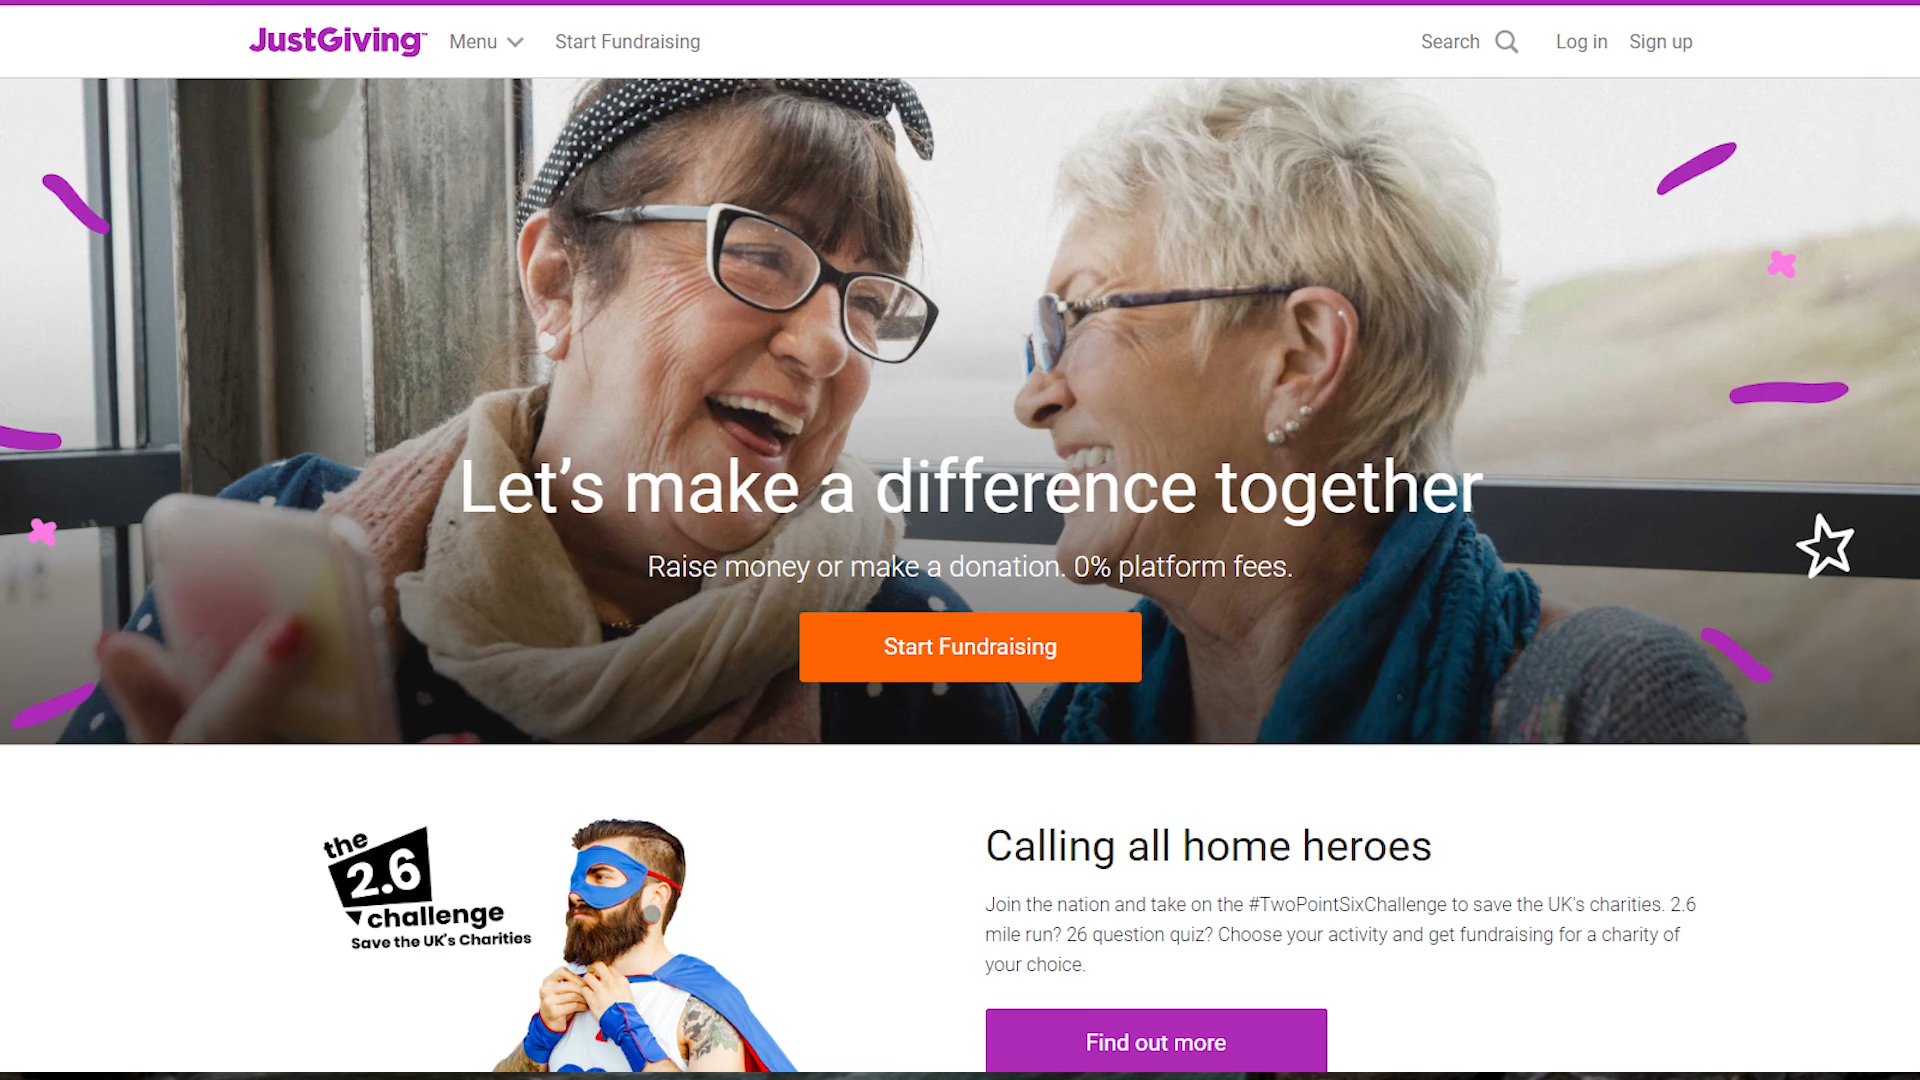 JustGiving™ Menu Start Fundraising Search Log in Sign up
Let’s make a difference together
Raise money or make a donation. 0% platform fees.
Start Fundraising
the
2.6
challenge
Save the UK's Charities
Calling all home heroes
Join the nation and take on the #TwoPointSixChallenge to save the UK's charities. 2.6
mile run? 26 question quiz? Choose your activity and get fundraising for a charity of
your choice.
Find out more